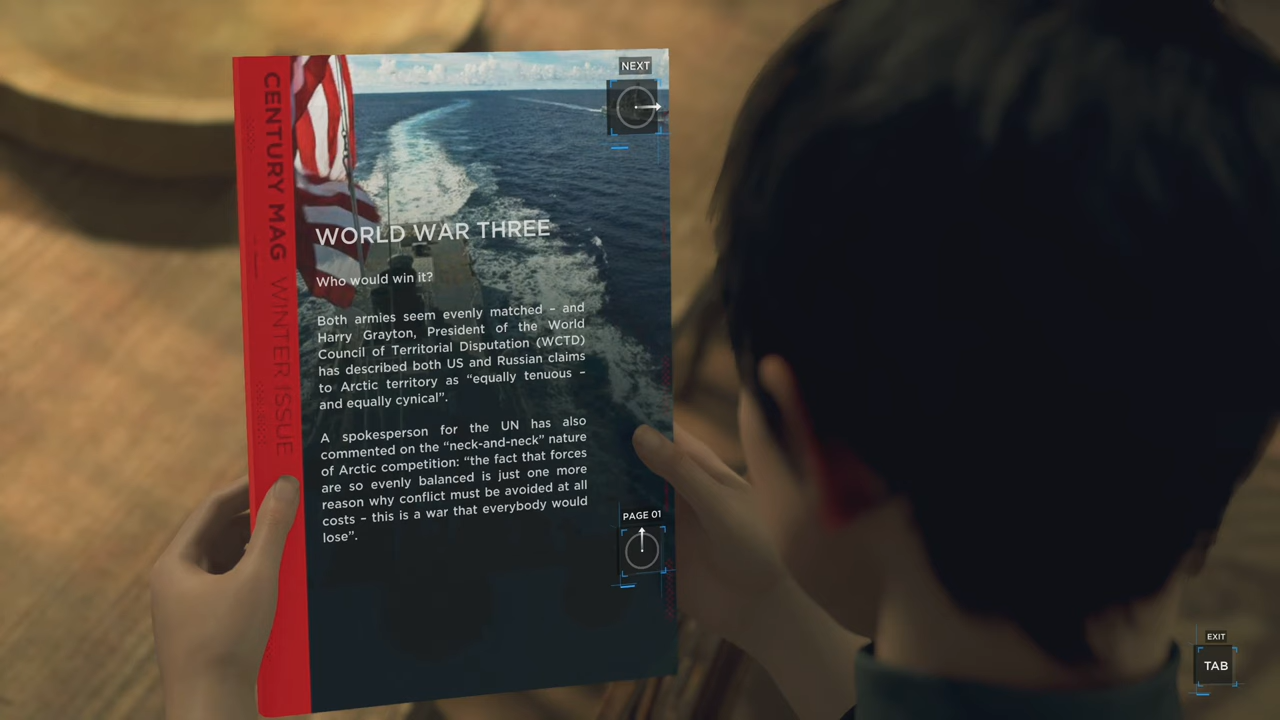 CENTURY MAG WINTER ISSUE
NEXT
WORLD WAR THREE
Who would win it?
Both armies seem evenly matched – and
Harry Grayton, President of the World
Council of Territorial Disputation (WCTD)
has described both US and Russian claims
to Arctic territory as “equally tenuous –
and equally cynical”.
A spokesperson for the UN has also
commented on the “neck-and-neck” nature
of Arctic competition: “the fact that forces
are so evenly balanced is just one more
reason why conflict must be avoided at all
costs – this is a war that everybody would
lose”.
PAGE 01
EXIT
TAB